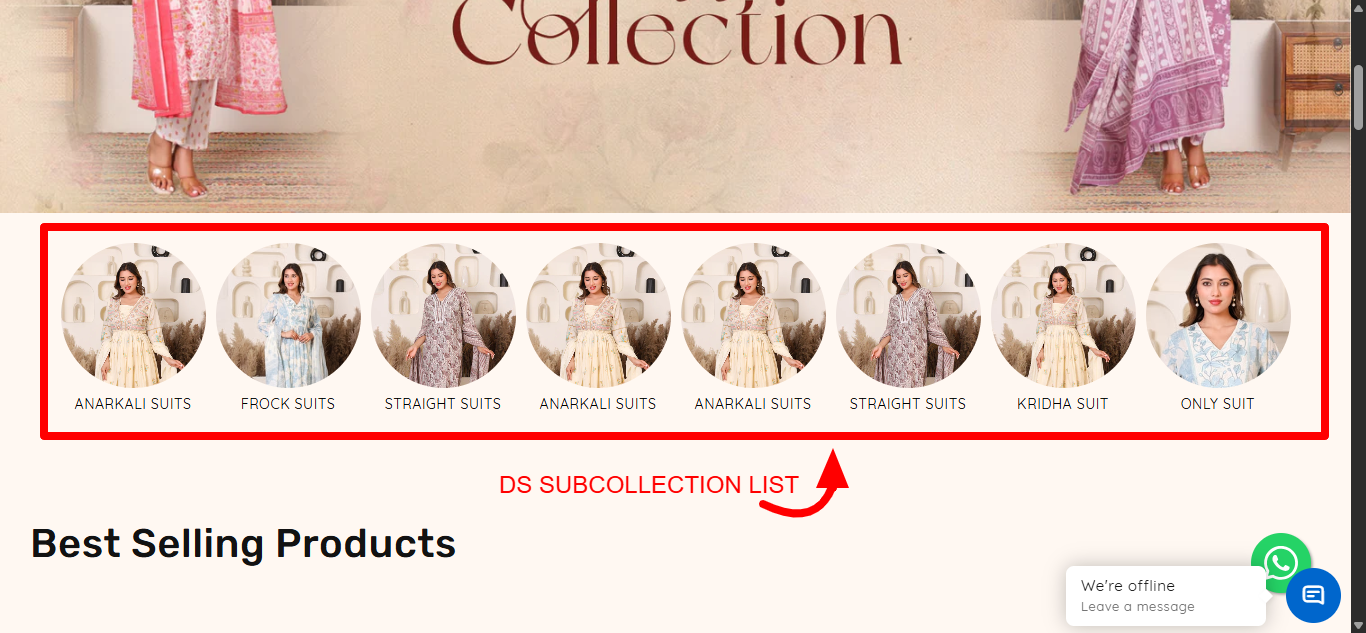 Collection
ANARKALI SUITS
FROCK SUITS
STRAIGHT SUITS
ANARKALI SUITS
ANARKALI SUITS
STRAIGHT SUITS
KRIDHA SUIT
ONLY SUIT
DS SUBCOLLECTION LIST
Best Selling Products
We're offline
Leave a message